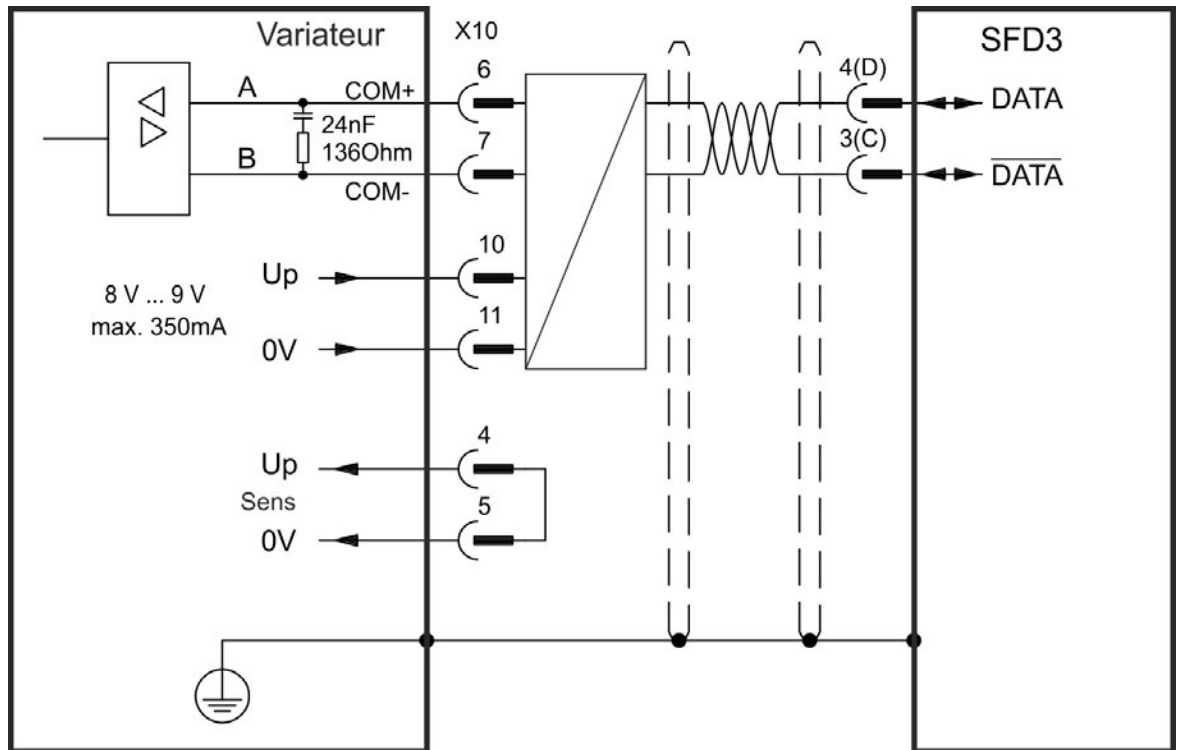 Variateur
X10
SFD3
6
4(D)
A
COM+
DATA
24nF
136Ohm
7
3(C)
B
COM-
DATA
10
Up
8 V ... 9 V
max. 350mA
11
0V
4
Up
Sens
5
0V